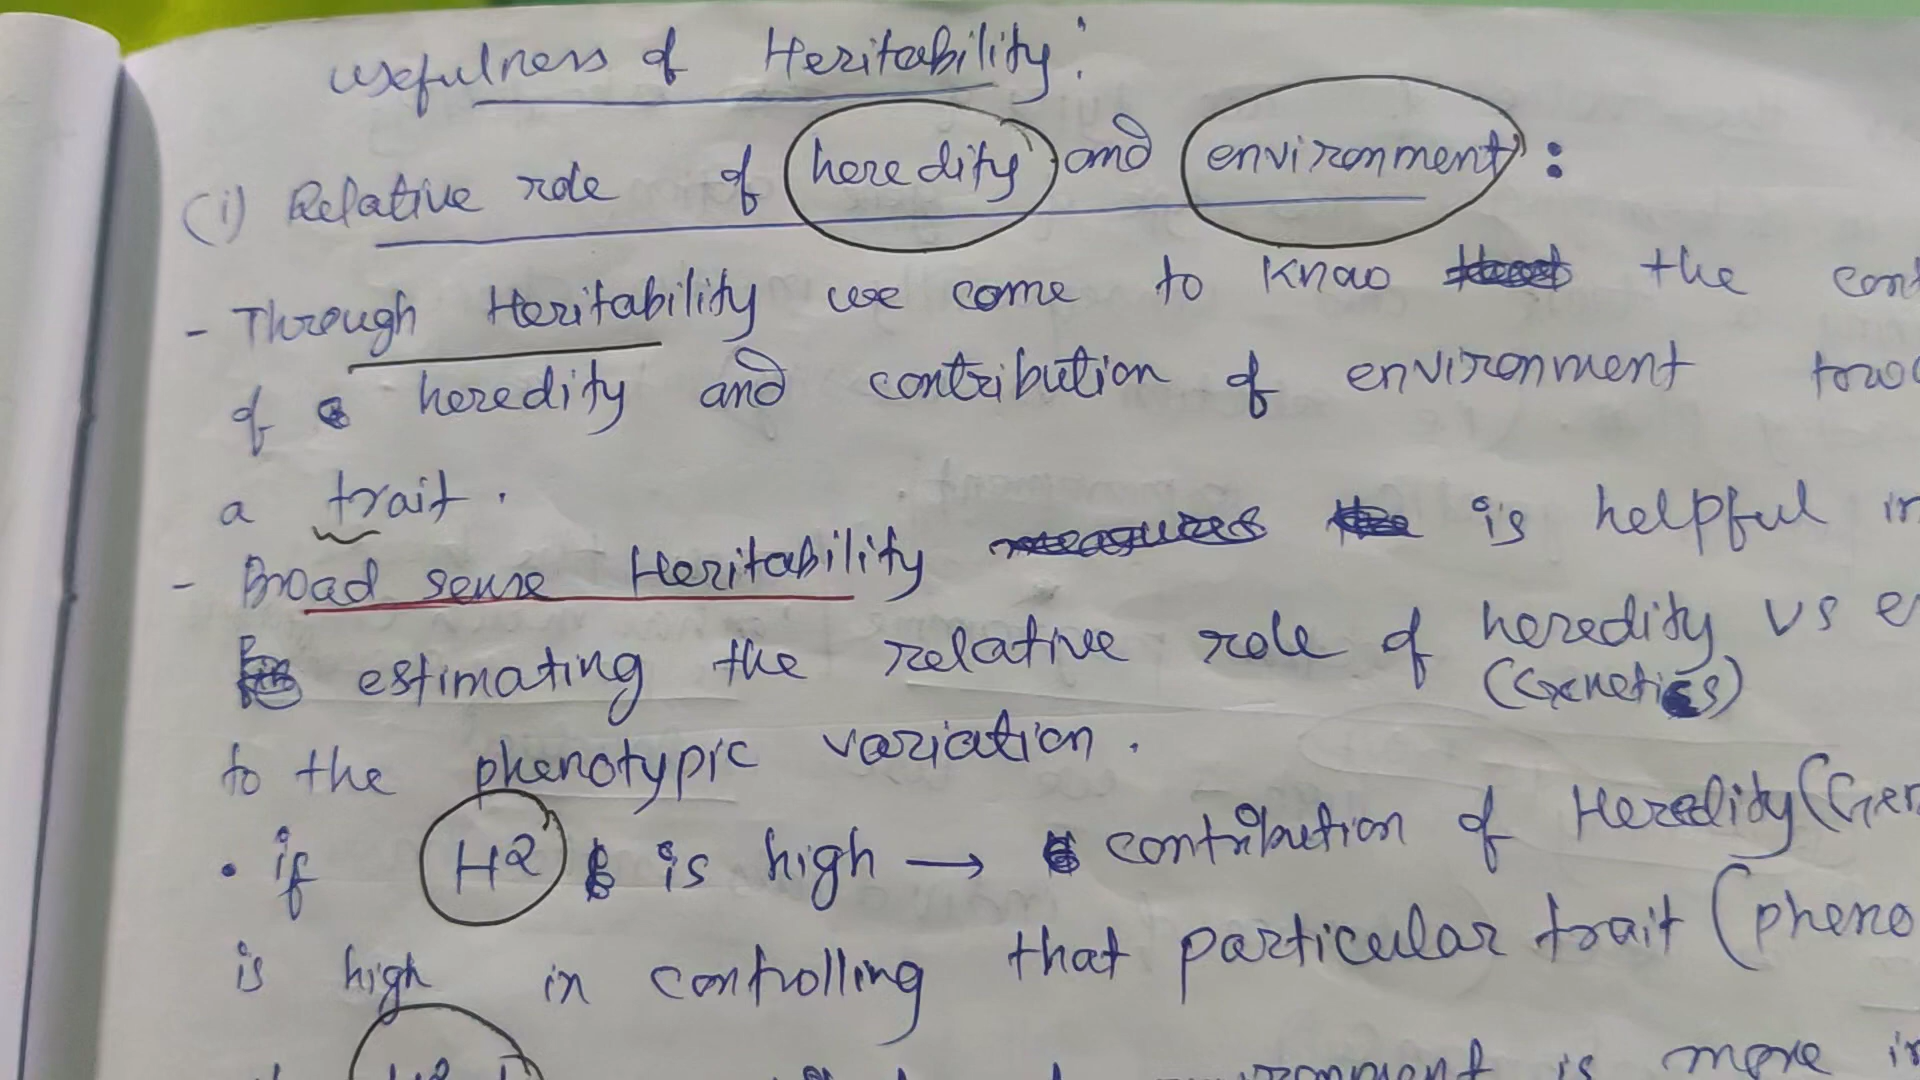 usefulness of Heritability:
(i) Relative role of heredity and environment:
- Through Heritability we come to know the
of heredity and contribution of environment
a trait.
- Broad sense Heritability is helpful
estimating the relative role of heredity vs
(Genetics)
to the phenotypic variation.
• if H2 is high → contribution of Heredity
is high in controlling that particular trait
is more